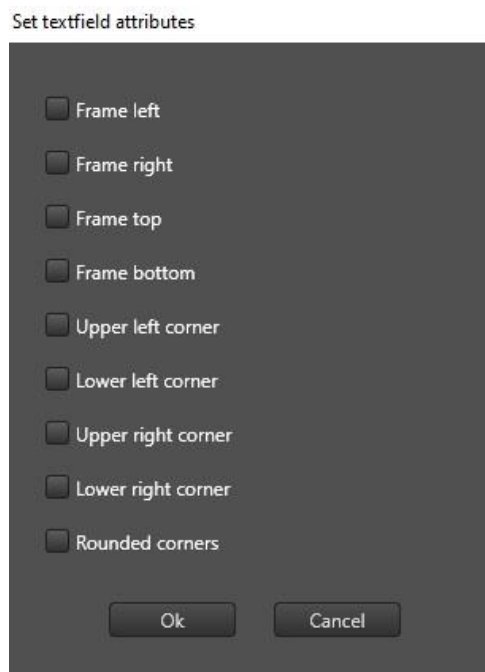 Set textfield attributes
Frame left
Frame right
Frame top
Frame bottom
Upper left corner
Lower left corner
Upper right corner
Lower right corner
Rounded corners
Ok Cancel